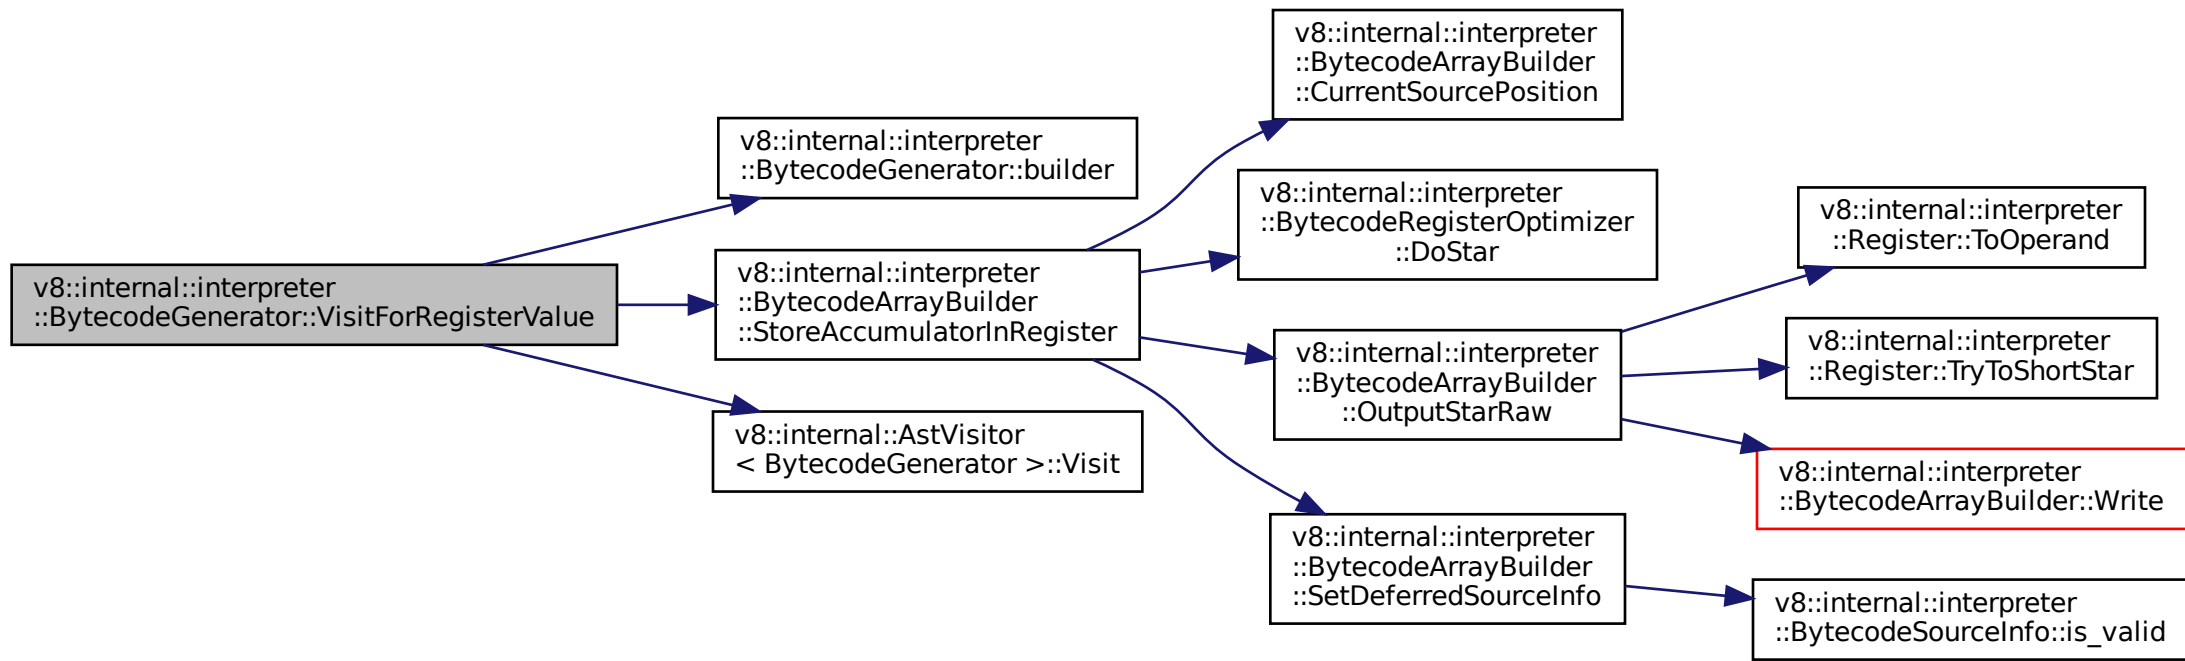 v8::internal::interpreter
::BytecodeGenerator::VisitForRegisterValue
v8::internal::interpreter
::BytecodeGenerator::builder
v8::internal::interpreter
::BytecodeArrayBuilder
::StoreAccumulatorInRegister
v8::internal::AstVisitor
< BytecodeGenerator >::Visit
v8::internal::interpreter
::BytecodeArrayBuilder
::CurrentSourcePosition
v8::internal::interpreter
::BytecodeRegisterOptimizer
::DoStar
v8::internal::interpreter
::BytecodeArrayBuilder
::OutputStarRaw
v8::internal::interpreter
::BytecodeArrayBuilder
::SetDeferredSourceInfo
v8::internal::interpreter
::Register::ToOperand
v8::internal::interpreter
::Register::TryToShortStar
v8::internal::interpreter
::BytecodeArrayBuilder::Write
v8::internal::interpreter
::BytecodeSourceInfo::is_valid